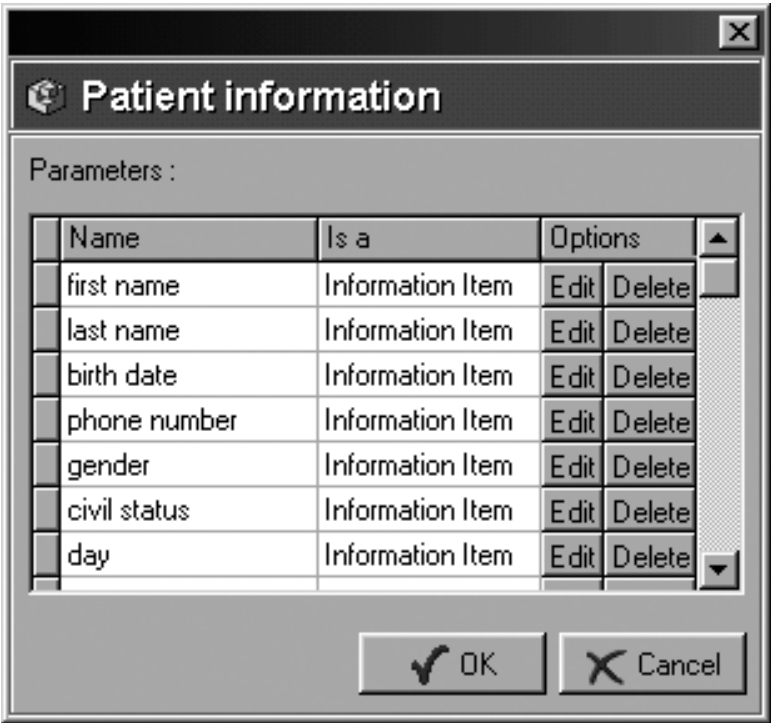 Patient information
Parameters :
Name Is a Options
first name Information Item Edit Delete
last name Information Item Edit Delete
birth date Information Item Edit Delete
phone number Information Item Edit Delete
gender Information Item Edit Delete
civil status Information Item Edit Delete
day Information Item Edit Delete
OK Cancel